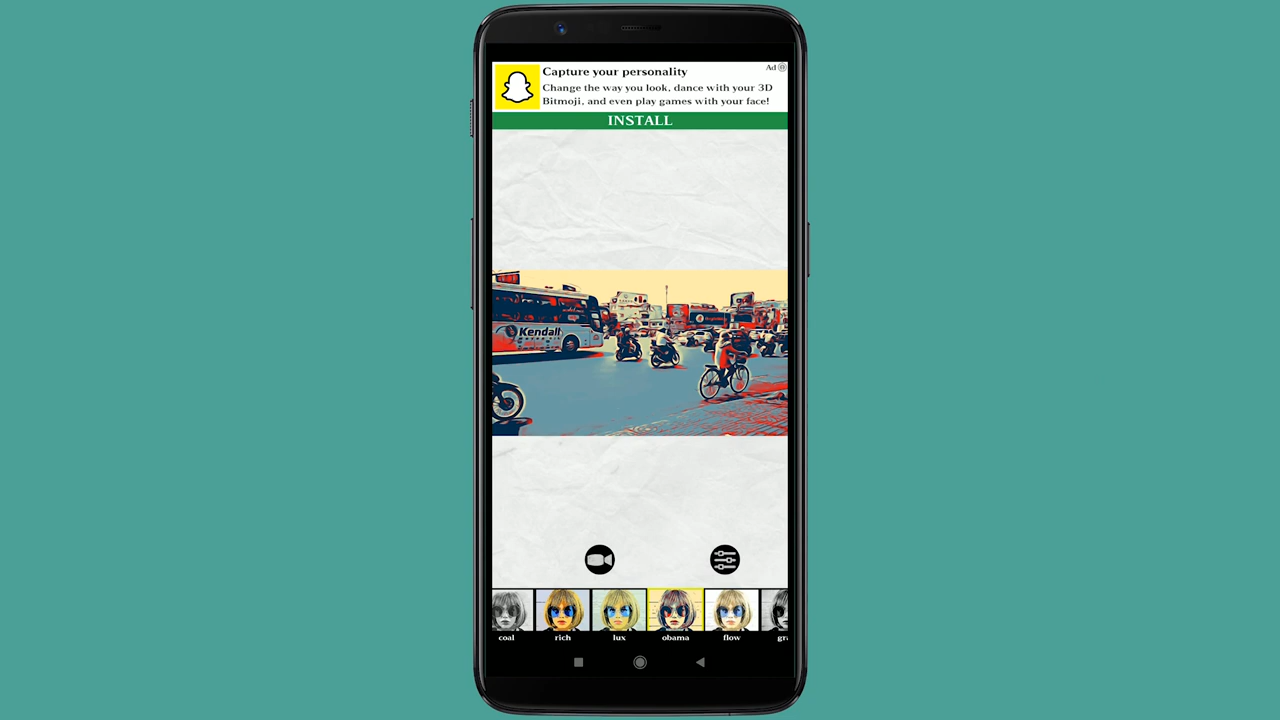 Capture your personality
Ad
Change the way you look, dance with your 3D
Bitmoji, and even play games with your face!
INSTALL
Kendall
coal
rich
lux
obama
flow